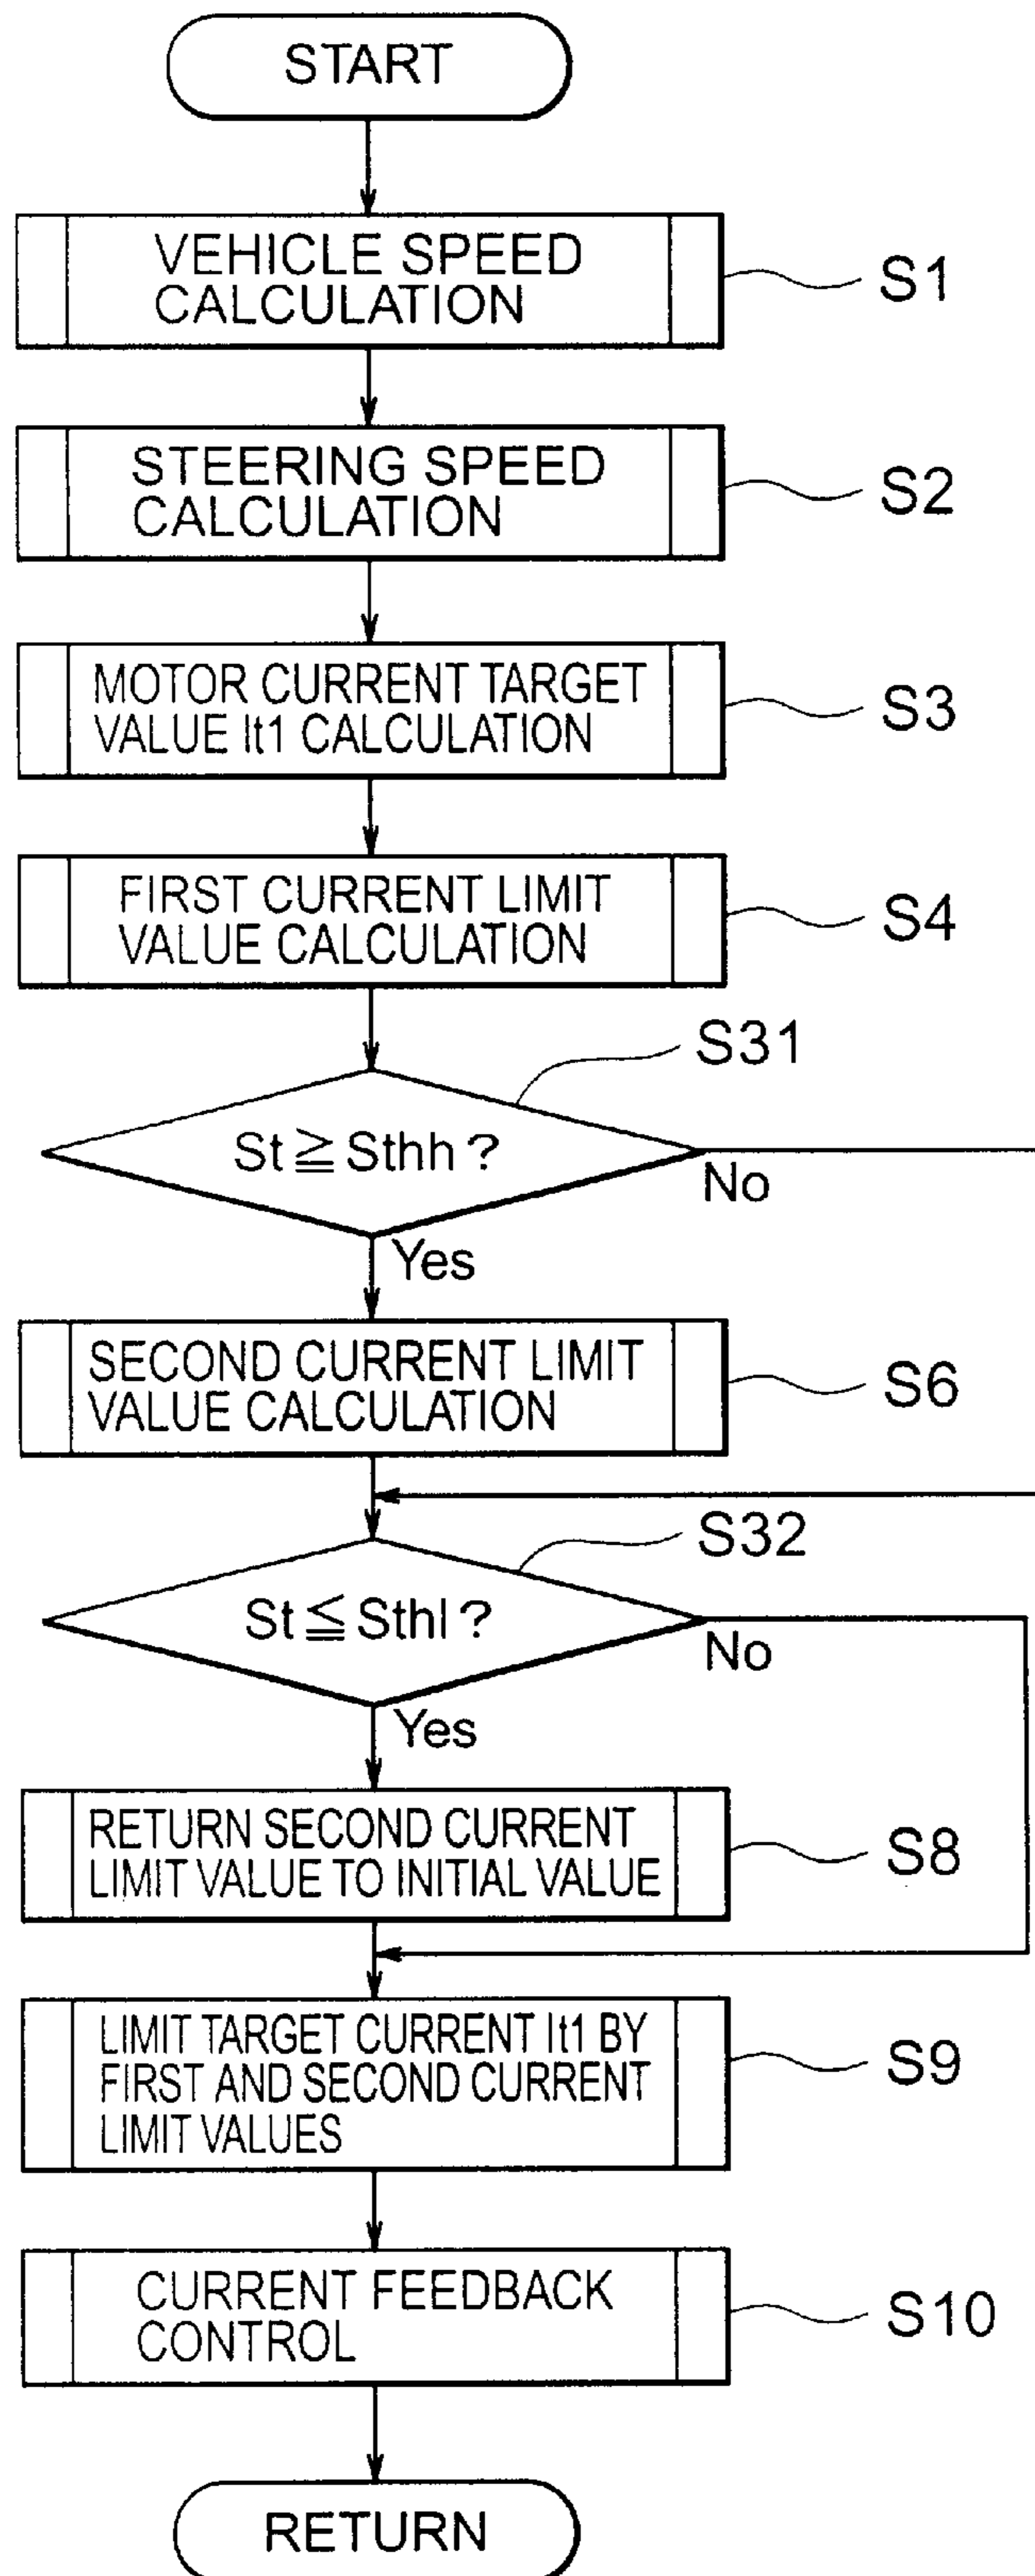 START
VEHICLE SPEED
CALCULATION
S1
STEERING SPEED
CALCULATION
S2
MOTOR CURRENT TARGET
VALUE It1 CALCULATION
S3
FIRST CURRENT LIMIT
VALUE CALCULATION
S4
S31
St ≧ Sthh ?
No
Yes
SECOND CURRENT LIMIT
VALUE CALCULATION
S6
S32
St ≦ Sthl ?
No
Yes
RETURN SECOND CURRENT
LIMIT VALUE TO INITIAL VALUE
S8
LIMIT TARGET CURRENT It1 BY
FIRST AND SECOND CURRENT
LIMIT VALUES
S9
CURRENT FEEDBACK
CONTROL
S10
RETURN